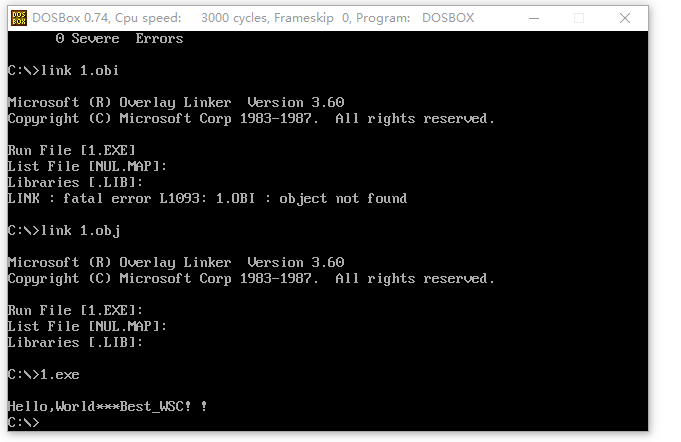 DOS
BOX
DOSBox 0.74, Cpu speed: 3000 cycles, Frameskip 0, Program: DOSBOX
0 Severe Errors
C:\>link 1.obi
Microsoft (R) Overlay Linker Version 3.60
Copyright (C) Microsoft Corp 1983-1987. All rights reserved.
Run File [1.EXE]
List File [NUL.MAP]:
Libraries [.LIB]:
LINK : fatal error L1093: 1.OBI : object not found
C:\>link 1.obj
Microsoft (R) Overlay Linker Version 3.60
Copyright (C) Microsoft Corp 1983-1987. All rights reserved.
Run File [1.EXE]:
List File [NUL.MAP]:
Libraries [.LIB]:
C:\>1.exe
Hello,World***Best_WSC! !
C:\>